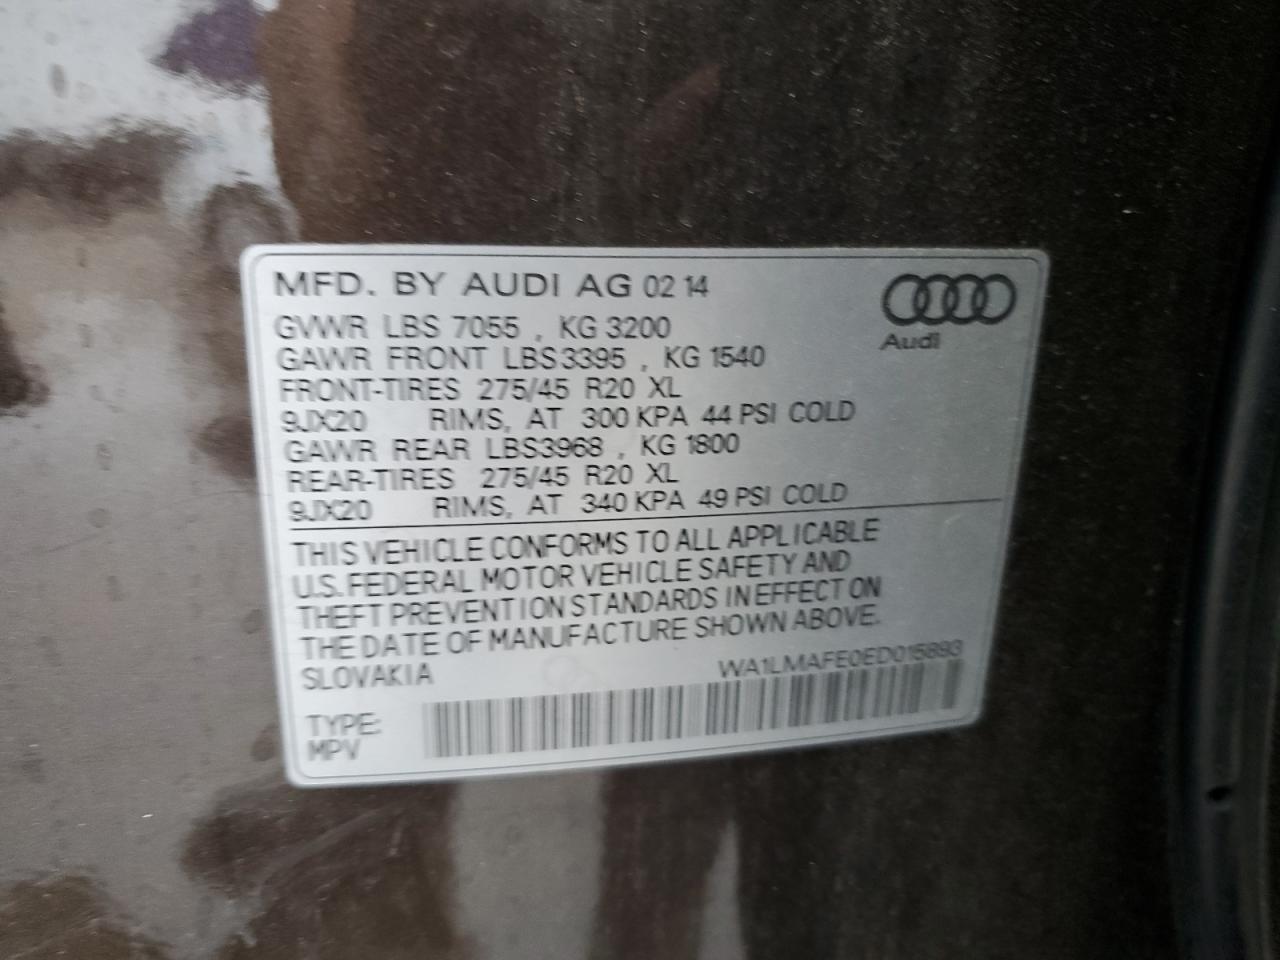 MFD. BY AUDI AG 02 14
GVWR LBS 7055 , KG 3200
GAWR FRONT LBS 3395 , KG 1540
FRONT-TIRES 275/45 R20 XL
9JX20 RIMS, AT 300 KPA 44 PSI COLD
GAWR REAR LBS3968 , KG 1800
REAR-TIRES 275/45 R20 XL
9JX20 RIMS, AT 340 KPA 49 PSI COLD
Audi
THIS VEHICLE CONFORMS TO ALL APPLICABLE
U.S. FEDERAL MOTOR VEHICLE SAFETY AND
THEFT PREVENTION STANDARDS IN EFFECT ON
THE DATE OF MANUFACTURE SHOWN ABOVE.
SLOVAKIA WA1LMAFE0ED015893
TYPE:
MPV